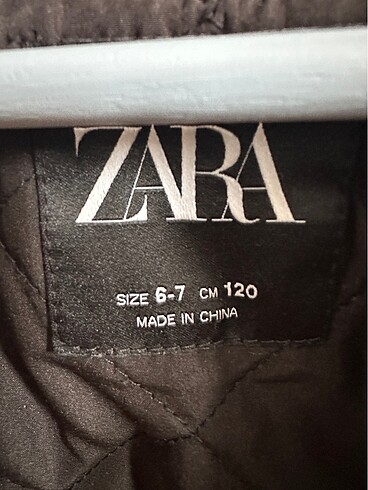 ZARA
SIZE 6-7 CM 120
MADE IN CHINA